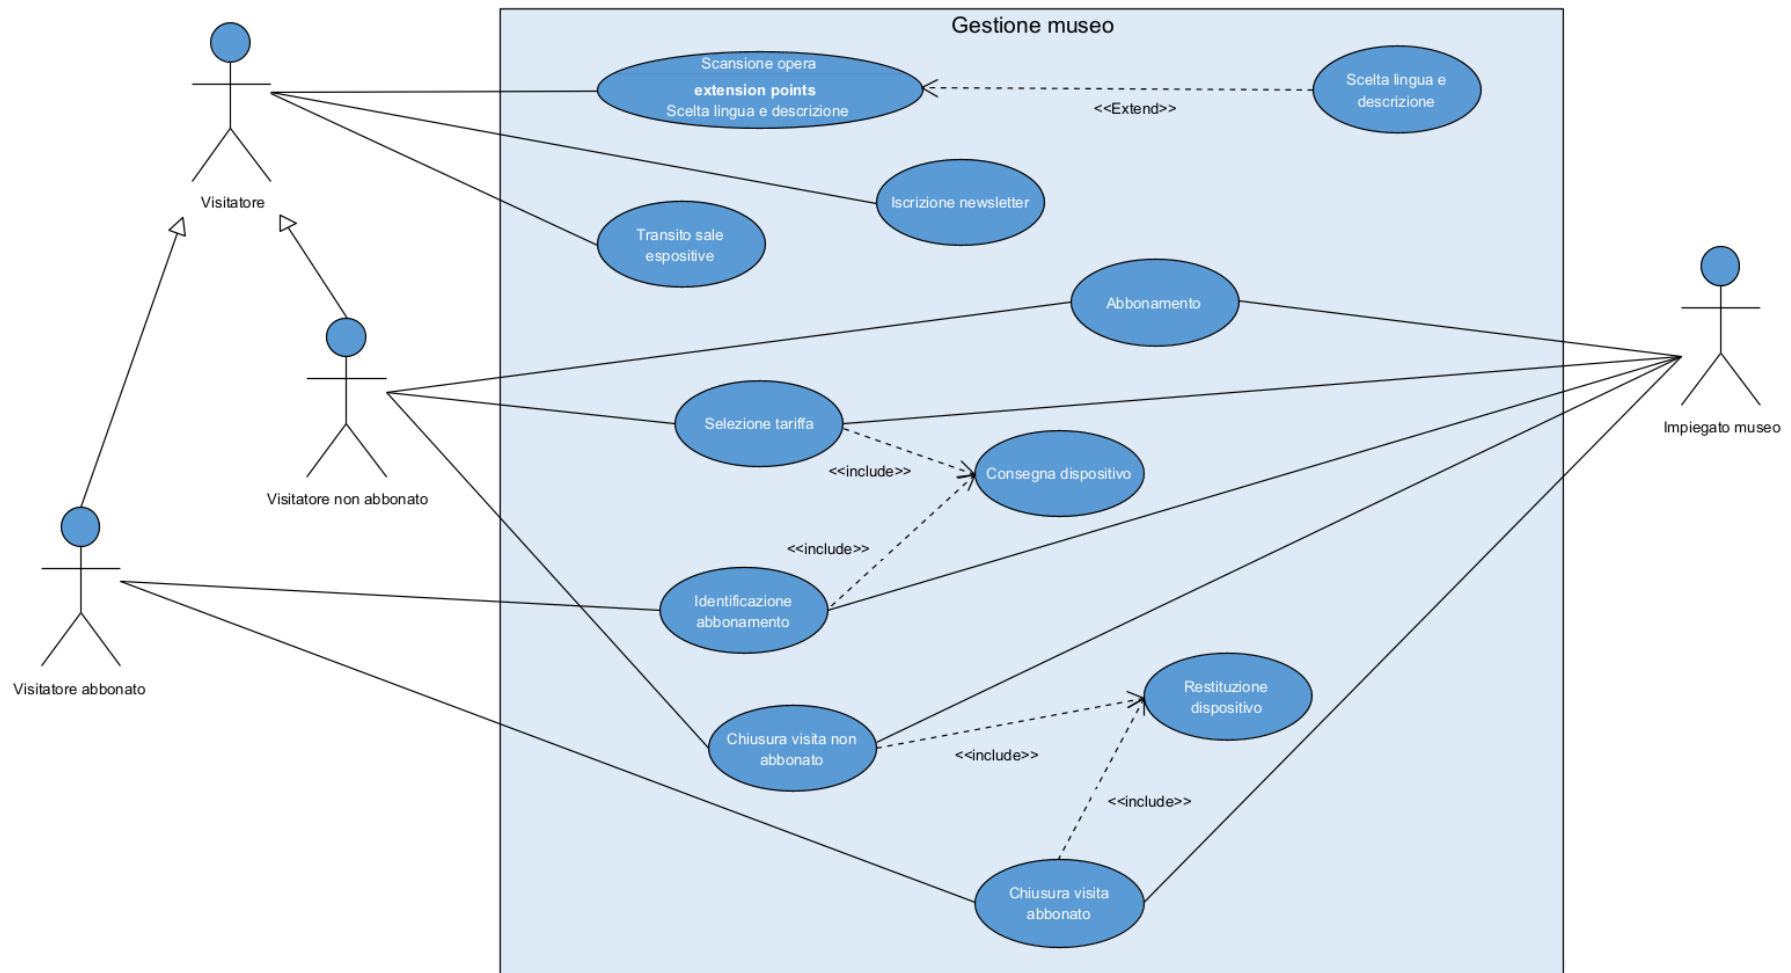 Gestione museo
Scansione opera
extension points
Scelta lingua e descrizione
Scelta lingua e
descrizione
<<Extend>>
Visitatore
Iscrizione newsletter
Transito sale
espositive
Abbonamento
Impiegato museo
Visitatore non abbonato
Selezione tariffa
<<include>>
Consegna dispositivo
<<include>>
Identificazione
abbonamento
Visitatore abbonato
Restituzione
dispositivo
Chiusura visita non
abbonato
<<include>>
<<include>>
Chiusura visita
abbonato